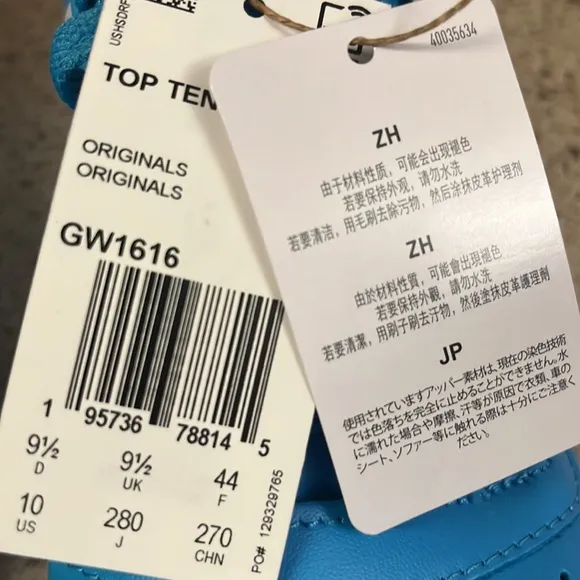 USHSDRF
TOP TEN
ORIGINALS
ORIGINALS
GW1616
1 95736 78814 5
9½ 9½ 44
D UK F
10 280 270
US J CHN
PO# 129329765
40035634
ZH
由于材料性质，可能会出现褪色
若要保持外观，请勿水洗
若要清洁，用毛刷去除污物，然后涂抹皮革护理剂
ZH
由於材料性質，可能會出現褪色
若要保持外觀，請勿水洗
若要清潔，用刷子刷去汙物，然後塗抹皮革護理劑
JP
使用されていますアッパー素材は、現在の染色技術
では色落ちを完全に止めることができません。水
に濡れた場合や摩擦、汗等が原因で衣類、車の
シート、ソファー等に触れる際は十分にご注意く
ださい。